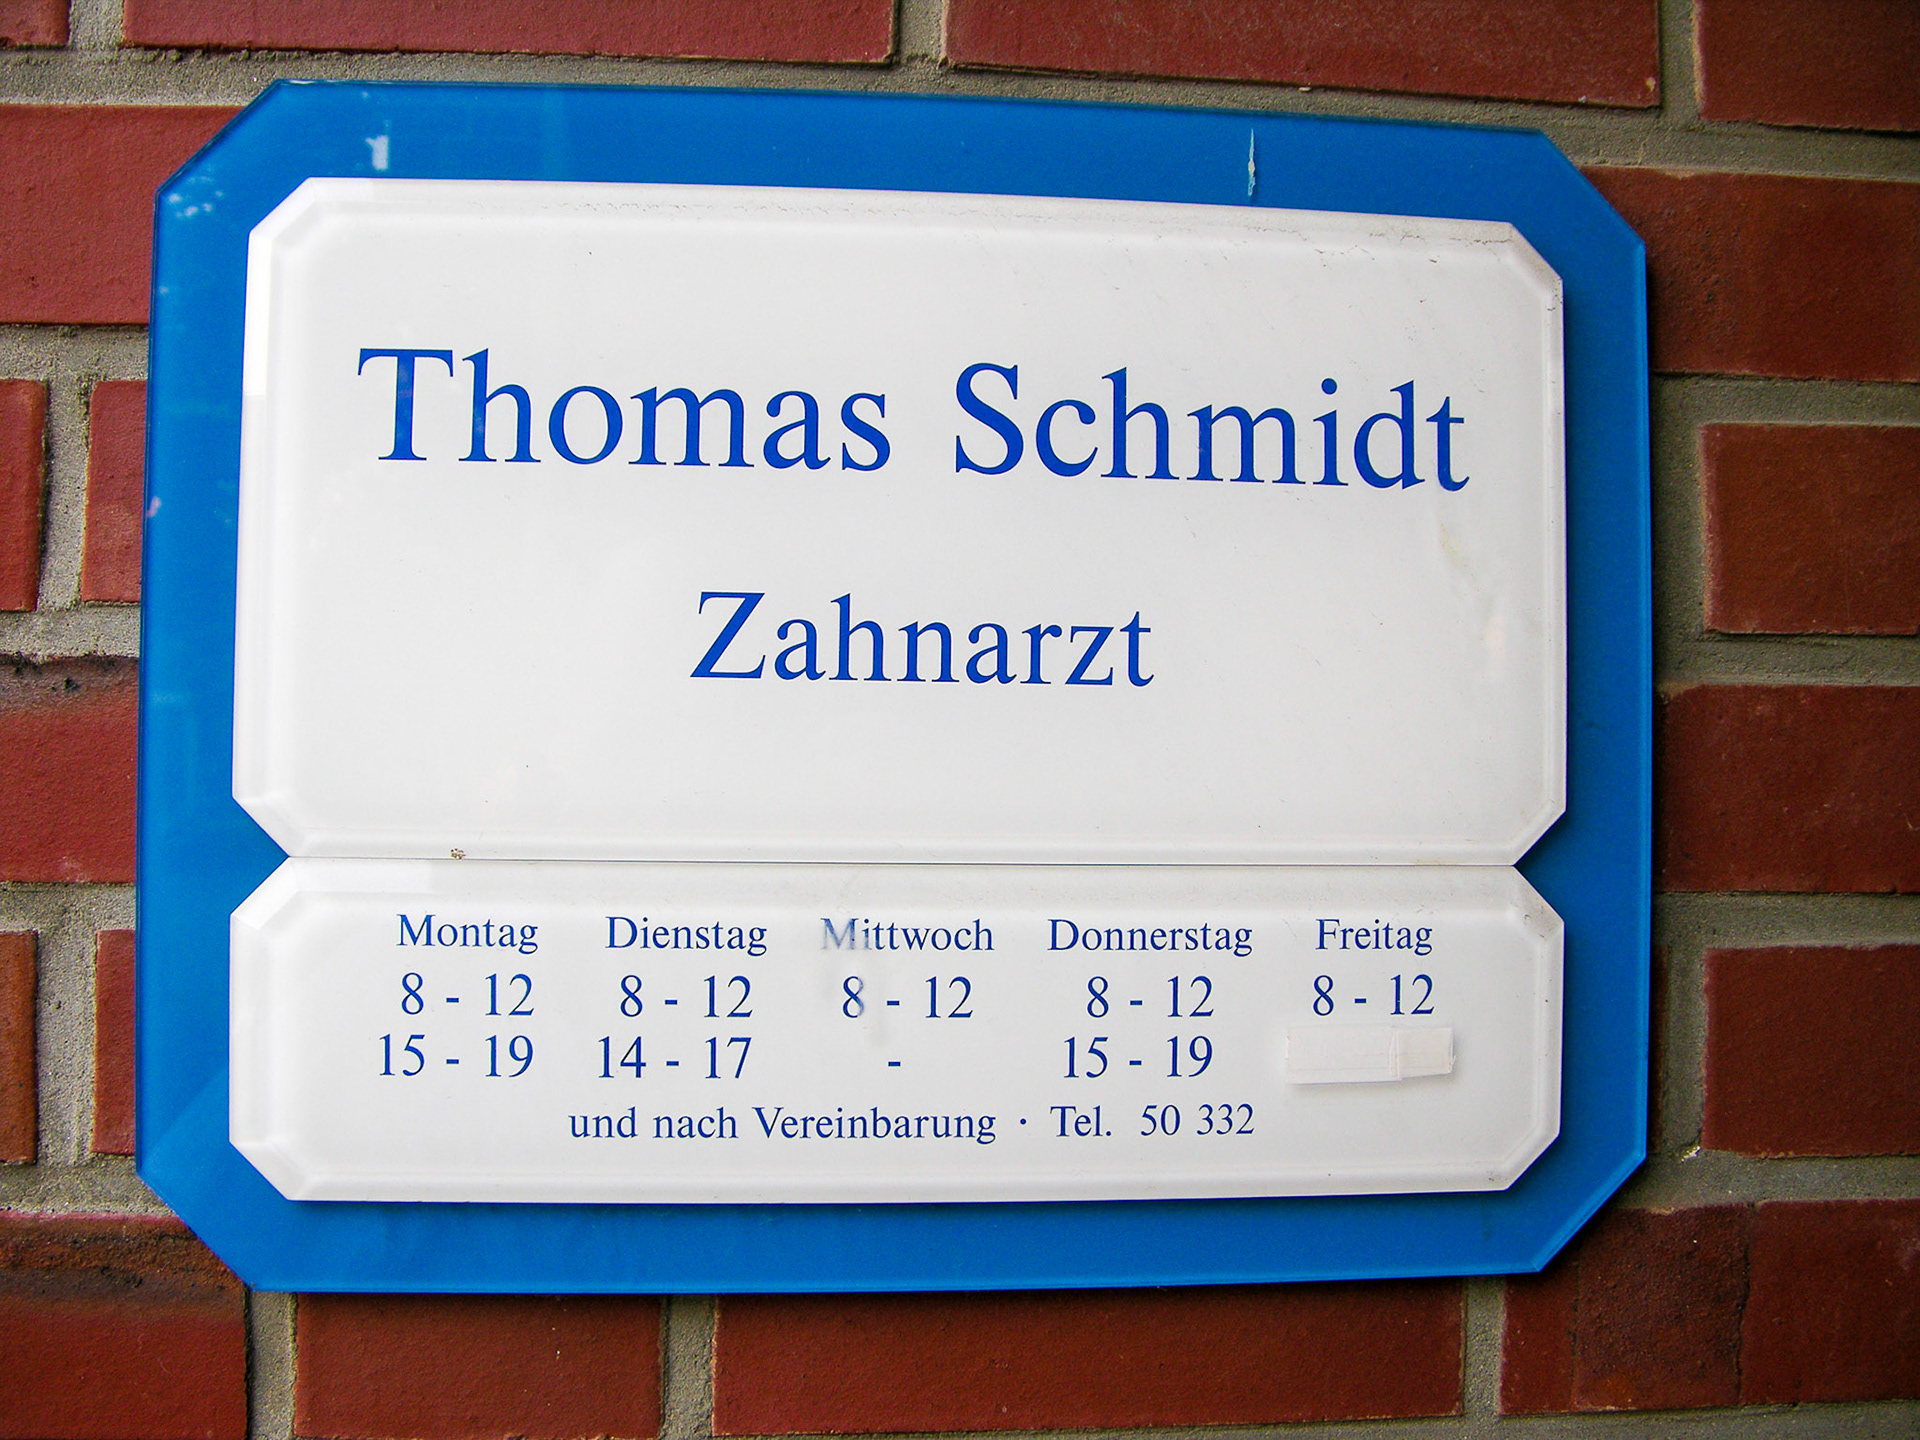 Thomas Schmidt
Zahnarzt
Montag Dienstag Mittwoch Donnerstag Freitag
8 - 12 8 - 12 8 - 12 8 - 12 8 - 12
15 - 19 14 - 17 - 15 - 19
und nach Vereinbarung · Tel. 50 332